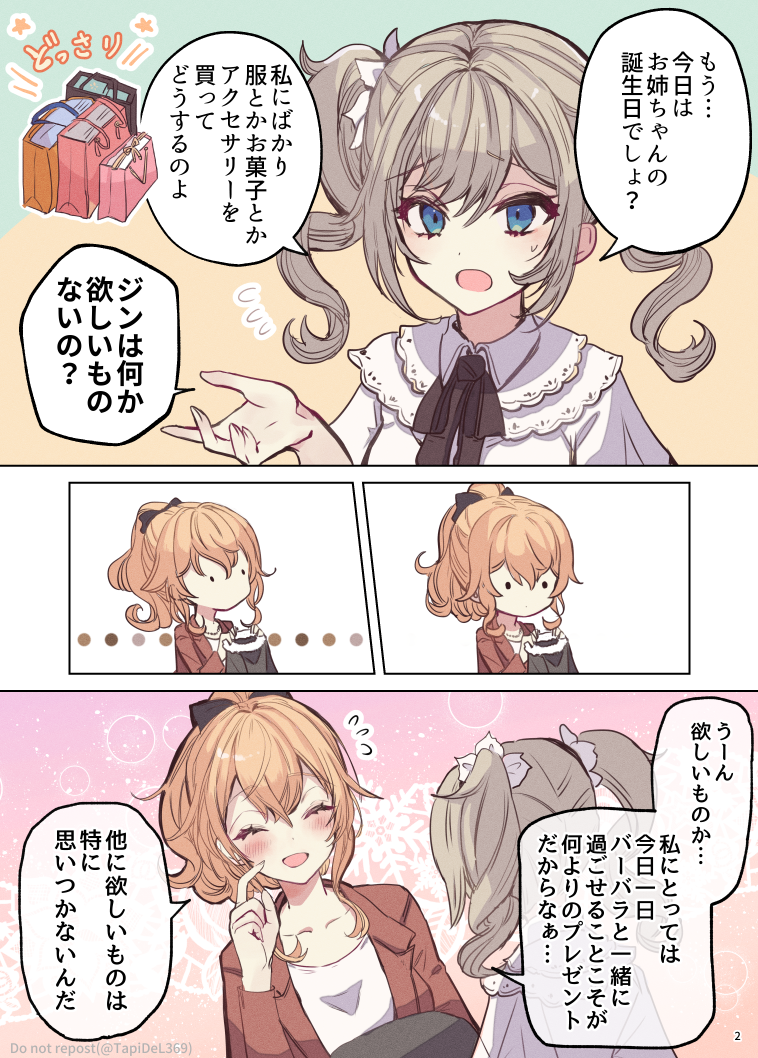 もう…
今日は
お姉ちゃんの
誕生日でしょ？
私にばかり
服とかお菓子とか
アクセサリーを
買って
どうするのよ
どっさり
ジンは何か
欲しいもの
ないの？
うーん
欲しいものか…
私にとっては
今日一日
バーバラと一緒に
過ごせることこそが
何よりのプレゼント
だからなぁ…
他に欲しいものは
特に
思いつかないんだ
Do not repost(@TapiDeL369)
2